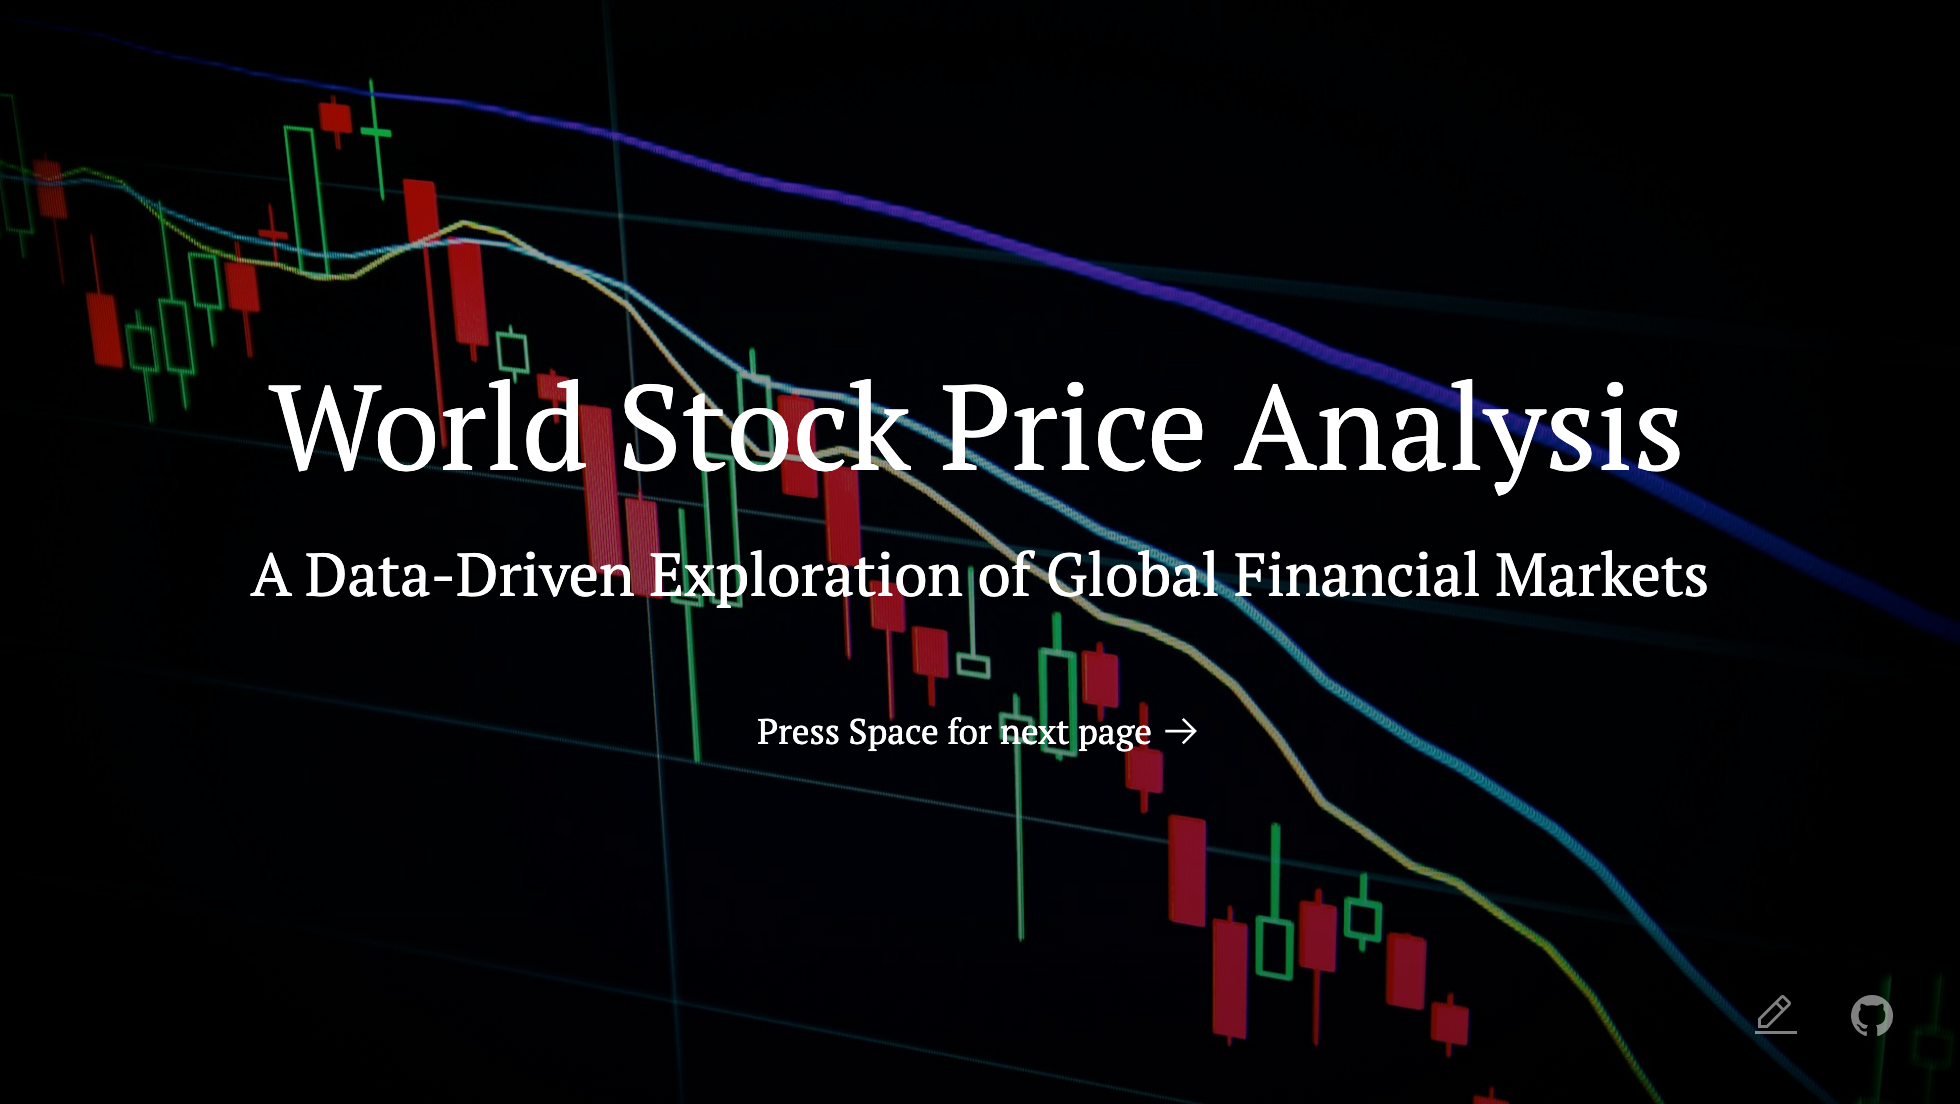 World Stock Price Analysis
A Data-Driven Exploration of Global Financial Markets
Press Space for next page →